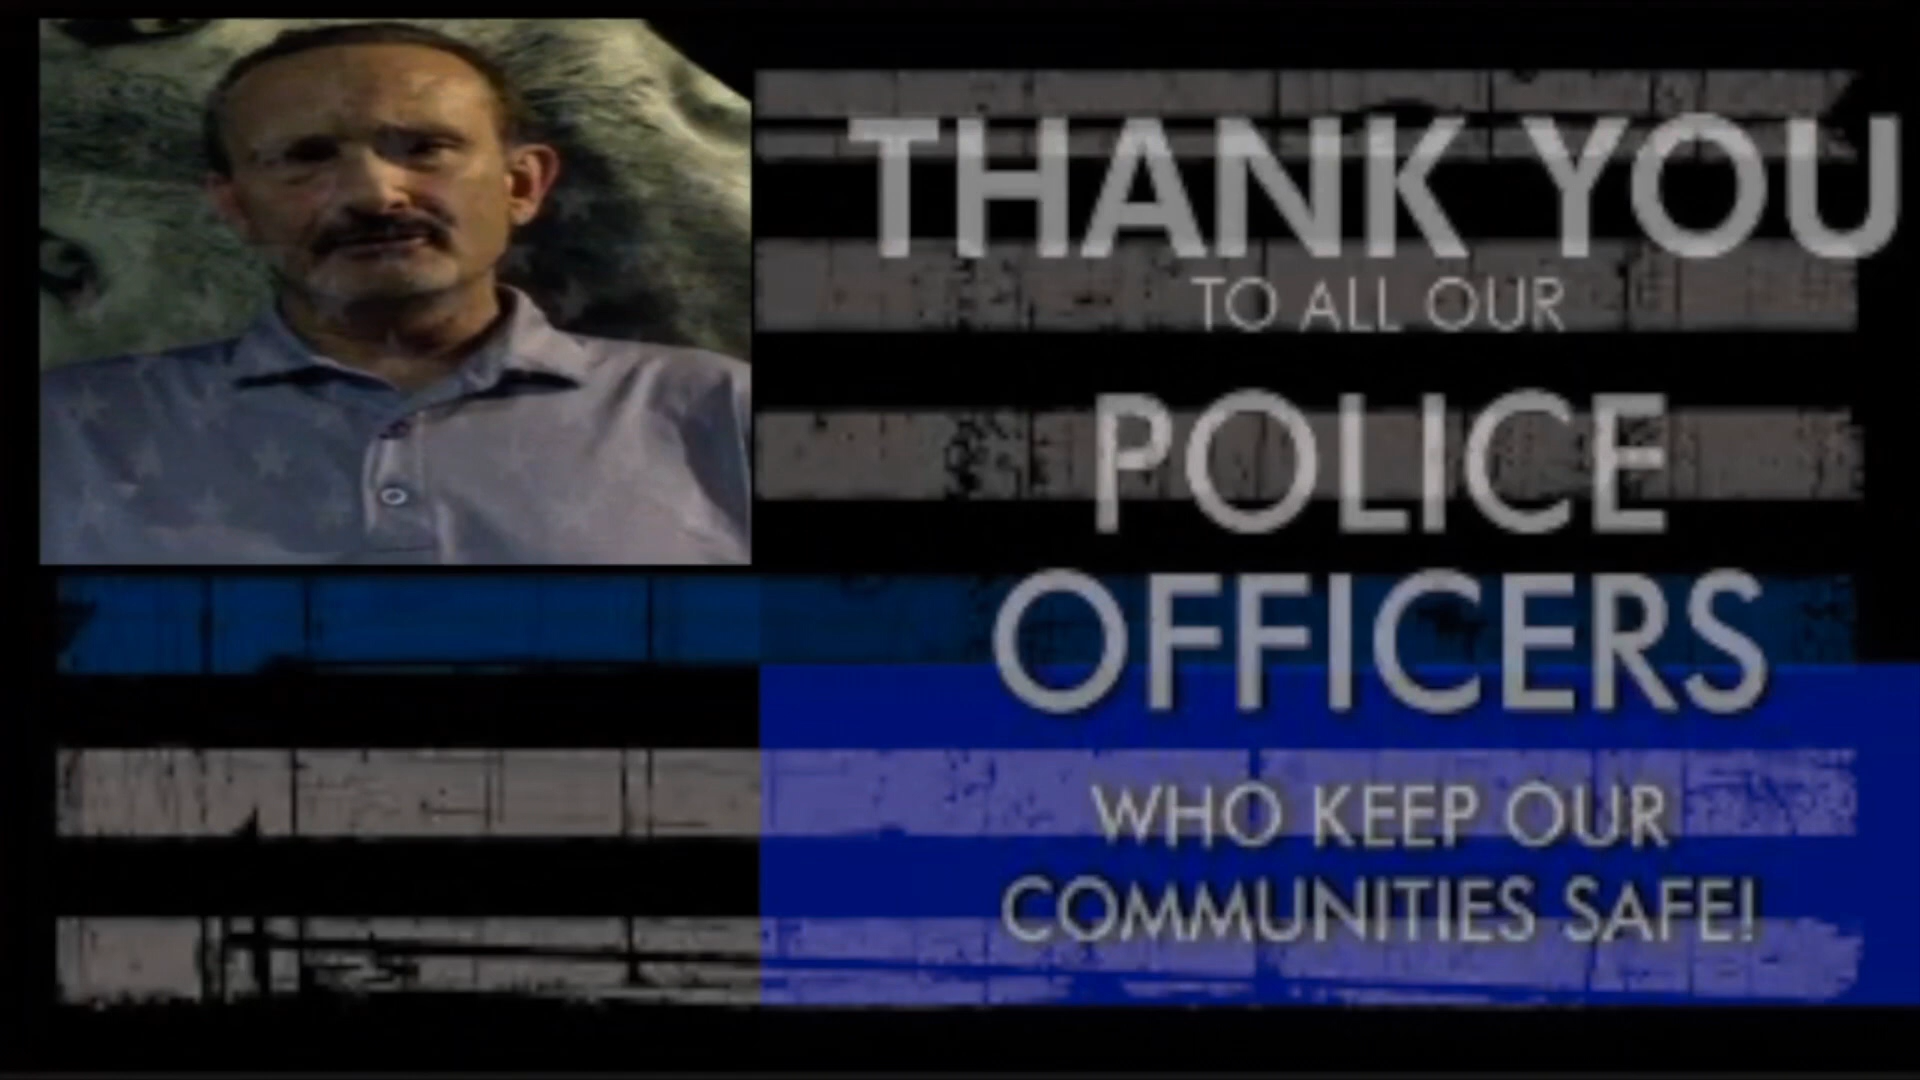 THANK YOU
TO ALL OUR
POLICE
OFFICERS
WHO KEEP OUR
COMMUNITIES SAFE!